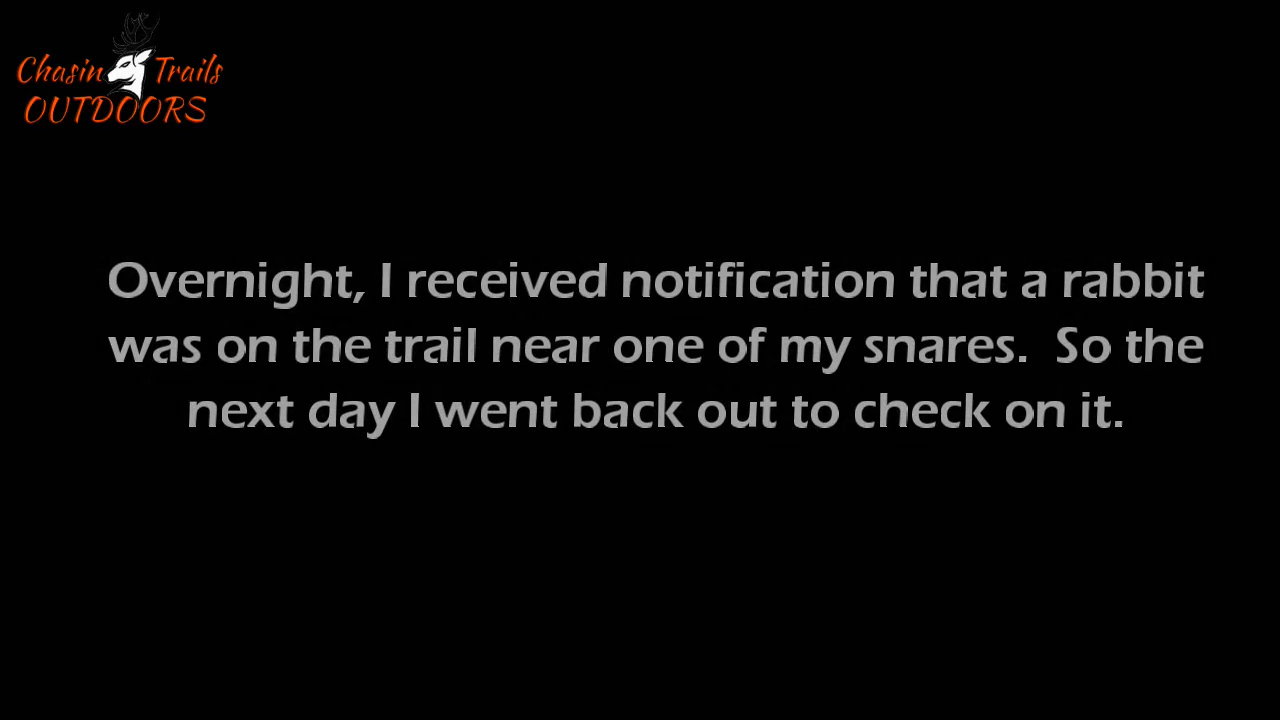 Chasin Trails
OUTDOORS
Overnight, I received notification that a rabbit
was on the trail near one of my snares.  So the
next day I went back out to check on it.